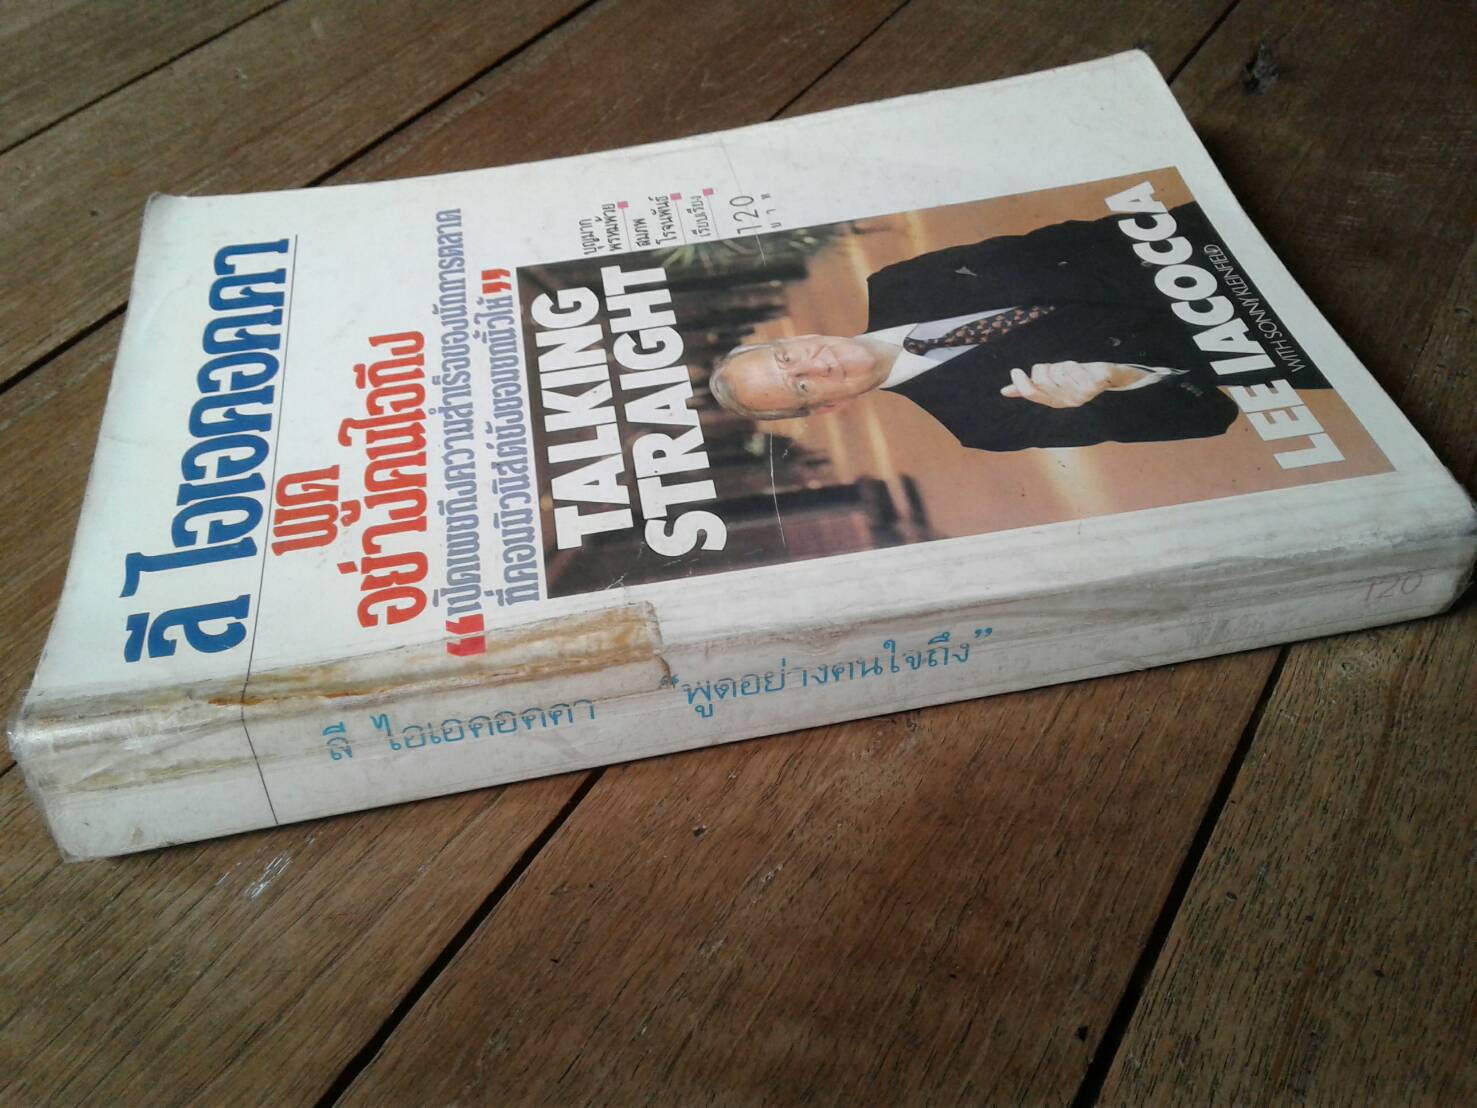 ลี ไอเอคอคคา
พูด
อย่างคนใจถึง
“เปิดเผยถึงความสำเร็จของนักการตลาด
ที่คอมมิวนิสต์ยังยอมยกนิ้วให้”
บุญมาก
พรหมพ้วย
สมภพ
โรจนพันธ์
เรียบเรียง
120
บาท
TALKING
STRAIGHT
LEE IACOCCA
WITH SONNY KLEINFIELD
ลี ไอเอคอคคา “พูดอย่างคนใจถึง” 120